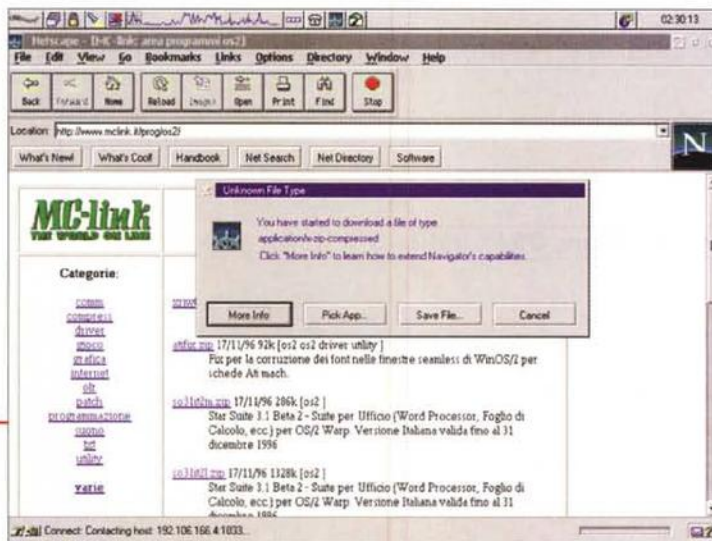 02:30:13
Netscape - [MC-link: area programmi os2]
File Edit View Go Bookmarks Links Options Directory Window Help
Back Forward Home Reload Images Open Print Find Stop
Location: http://www.mclink.it/prog/os2/
N
What's New! What's Cool! Handbook Net Search Net Directory Software
MC-link
THE WORLD ON LINE
Unknown File Type
You have started to download a file of type
application/x-zip-compressed
Click "More Info" to learn how to extend Navigator's capabilities.
More Info Pick App... Save File... Cancel
Categorie:
comm
compress
driver
gioco
grafica
internet
olr
patch
programmazione
suono
txt
utility
varie
atifix.zip 17/11/96 92k [os2 os2 driver utility ]
Fix per la corruzione dei font nelle finestre seamless di WinOS/2 per
schede Ati mach.
17/11/96 286k [os2 ]
Star Suite 3.1 Beta 2 - Suite per Ufficio (Word Processor, Foglio di
Calcolo, ecc.) per OS/2 Warp. Versione Italiana valida fino al 31
dicembre 1996
17/11/96 1328k [os2 ]
Star Suite 3.1 Beta 2 - Suite per Ufficio (Word Processor, Foglio di
Calcolo, ecc.) per OS/2 Warp. Versione Italiana valida fino al 31
dicembre 1996
Connect: Contacting host: 192.106.166.4:1033...